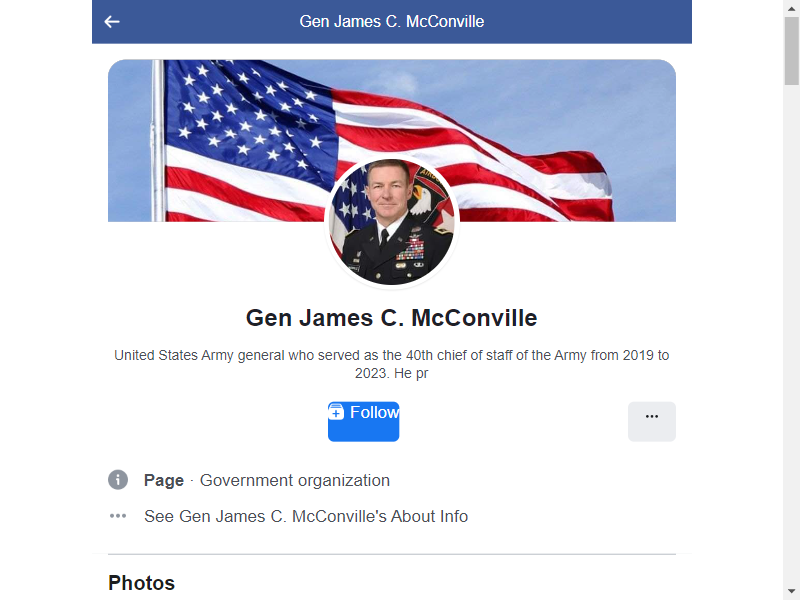 Gen James C. McConville
Gen James C. McConville
United States Army general who served as the 40th chief of staff of the Army from 2019 to
2023. He pr
Follow
Page · Government organization
See Gen James C. McConville's About Info
Photos